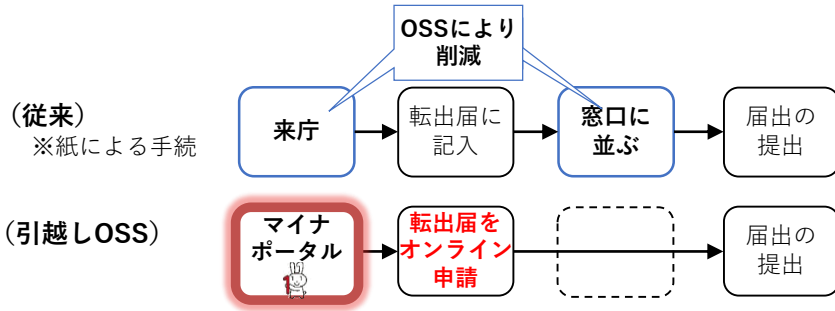 OSSにより
削減
（従来）
※紙による手続
来庁
転出届に
記入
窓口に
並ぶ
届出の
提出
（引越しOSS）
マイナ
ポータル
転出届を
オンライン
申請
届出の
提出